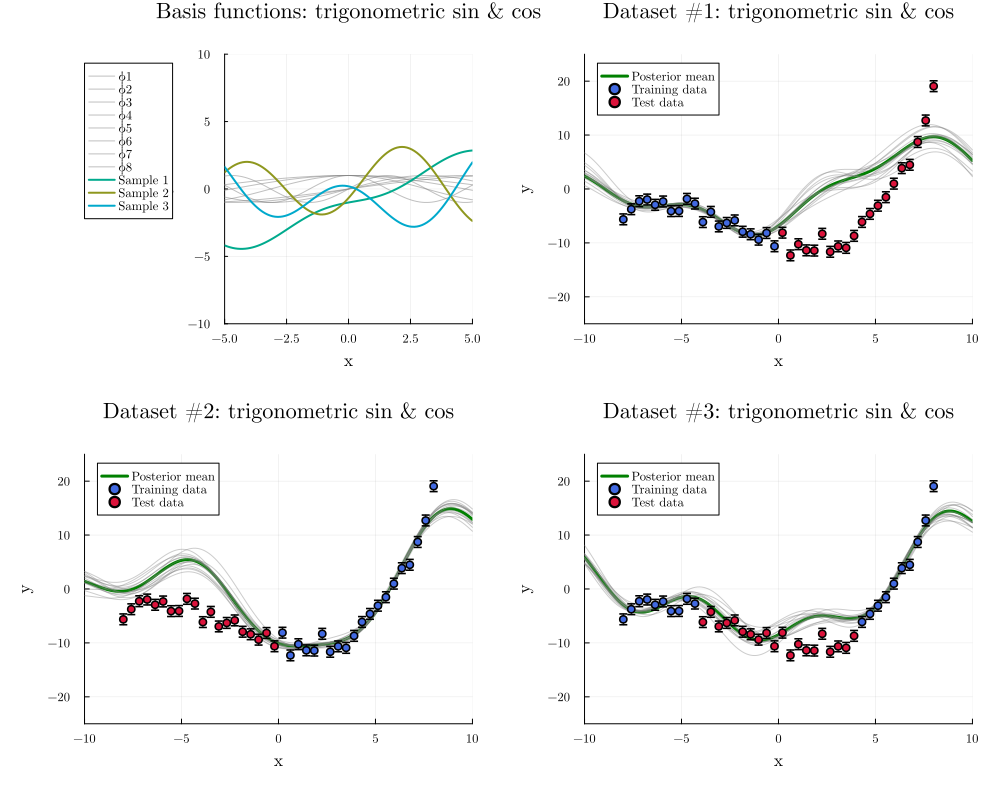 Basis functions: trigonometric sin & cos
ϕ1
ϕ2
ϕ3
ϕ4
ϕ5
ϕ6
ϕ7
ϕ8
Sample 1
Sample 2
Sample 3
10
5
0
−5
−10
−5.0 −2.5 0.0 2.5 5.0
x
Dataset #1: trigonometric sin & cos
Posterior mean
Training data
Test data
y
20
10
0
−10
−20
−10 −5 0 5 10
x
Dataset #2: trigonometric sin & cos
Posterior mean
Training data
Test data
y
20
10
0
−10
−20
−10 −5 0 5 10
x
Dataset #3: trigonometric sin & cos
Posterior mean
Training data
Test data
y
20
10
0
−10
−20
−10 −5 0 5 10
x